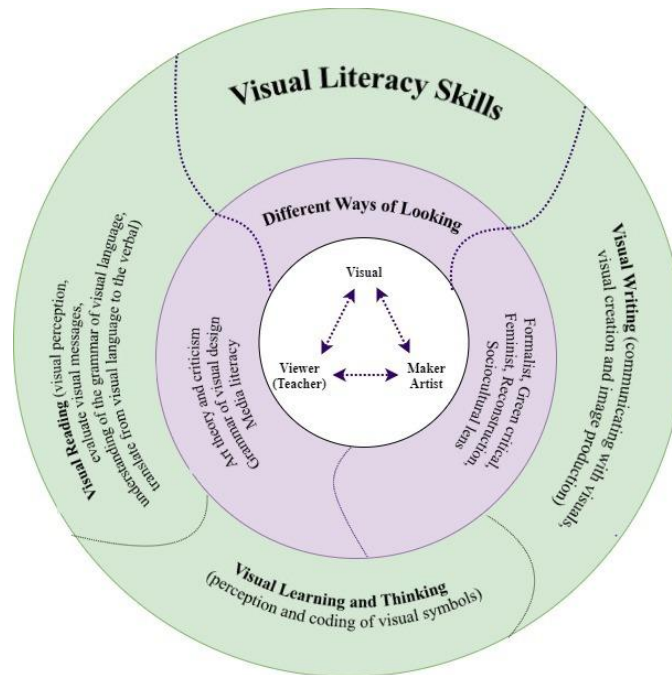 Visual Literacy Skills
Different Ways of Looking
Visual
Viewer
(Teacher)
Maker
Artist
Art theory and criticism
Grammar of visual design
Media literacy
Formalist, Green critical,
Feminist, Reconstruction,
Sociocultural lens
Visual Reading (visual perception,
evaluate visual messages,
understanding of the grammar of visual language,
translate from visual language to the verbal)
Visual Writing (communicating with visuals,
visual creation and image production)
Visual Learning and Thinking
(perception and coding of visual symbols)